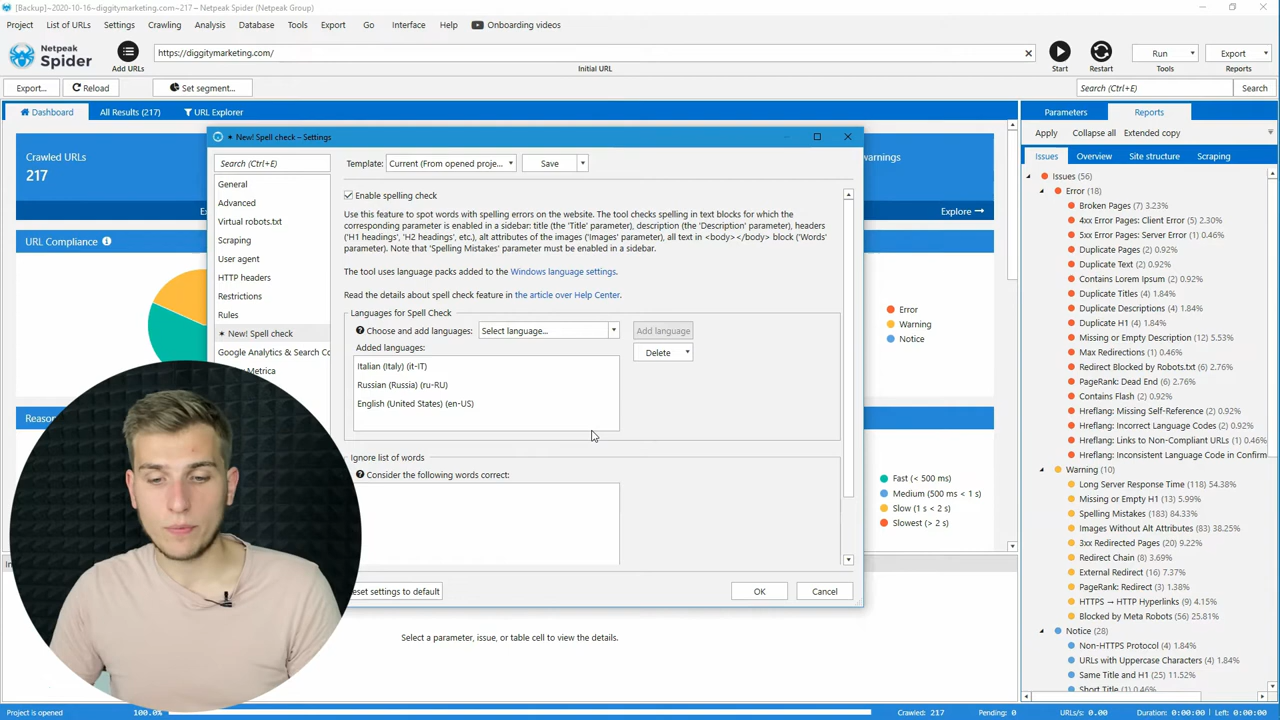 [Backup]–2020-10-16–diggitymarketing.com–217 – Netpeak Spider (Netpeak Group)
Project List of URLs Settings Crawling Analysis Database Tools Export Go Interface Help Onboarding videos
Netpeak Spider
Add URLs
https://diggitymarketing.com/
Initial URL
Start
Restart
Run
Tools
Export
Reports
Export... Reload Set segment...
Search (Ctrl+E) Search
Dashboard All Results (217) URL Explorer
Parameters Reports
Crawled URLs
217
warnings
Explore
URL Compliance
Error
Warning
Notice
Fast (< 500 ms)
Medium (500 ms < 1 s)
Slow (1 s < 2 s)
Slowest (> 2 s)
New! Spell check – Settings
Search (Ctrl+E)
General
Advanced
Virtual robots.txt
Scraping
User agent
HTTP headers
Restrictions
Rules
✶ New! Spell check
Google Analytics & Search Co
Metrica
Template: Current (From opened proje... Save
Enable spelling check
Use this feature to spot words with spelling errors on the website. The tool checks spelling in text blocks for which the
corresponding parameter is enabled in a sidebar: title (the 'Title' parameter), description (the 'Description' parameter), headers
('H1 headings', 'H2 headings', etc.), alt attributes of the images ('Images' parameter), all text in <body></body> block ('Words'
parameter). Note that 'Spelling Mistakes' parameter must be enabled in a sidebar.
The tool uses language packs added to the Windows language settings.
Read the details about spell check feature in the article over Help Center.
Languages for Spell Check
Choose and add languages: Select language... Add language
Added languages:
Delete
Italian (Italy) (it-IT)
Russian (Russia) (ru-RU)
English (United States) (en-US)
Ignore list of words
Consider the following words correct:
eset settings to default
OK Cancel
Select a parameter, issue, or table cell to view the details.
Apply Collapse all Extended copy
Issues Overview Site structure Scraping
Issues (56)
Error (18)
Broken Pages (7) 3.23%
4xx Error Pages: Client Error (5) 2.30%
5xx Error Pages: Server Error (1) 0.46%
Duplicate Pages (2) 0.92%
Duplicate Text (2) 0.92%
Contains Lorem Ipsum (2) 0.92%
Duplicate Titles (4) 1.84%
Duplicate Descriptions (4) 1.84%
Duplicate H1 (4) 1.84%
Missing or Empty Description (12) 5.53%
Max Redirections (1) 0.46%
Redirect Blocked by Robots.txt (6) 2.76%
PageRank: Dead End (6) 2.76%
Contains Flash (2) 0.92%
Hreflang: Missing Self-Reference (2) 0.92%
Hreflang: Incorrect Language Codes (2) 0.92%
Hreflang: Links to Non-Compliant URLs (1) 0.46%
Hreflang: Inconsistent Language Code in Confirm
Warning (10)
Long Server Response Time (118) 54.38%
Missing or Empty H1 (13) 5.99%
Spelling Mistakes (183) 84.33%
Images Without Alt Attributes (83) 38.25%
3xx Redirected Pages (20) 9.22%
Redirect Chain (8) 3.69%
External Redirect (16) 7.37%
PageRank: Redirect (3) 1.38%
HTTPS → HTTP Hyperlinks (9) 4.15%
Blocked by Meta Robots (56) 25.81%
Notice (28)
Non-HTTPS Protocol (4) 1.84%
URLs with Uppercase Characters (4) 1.84%
Same Title and H1 (25) 11.52%
Short Title (1) 0.46%
Project is opened 100.0% Crawled: 217 Pending: 0 URLs/s: 0.00 Duration: 0:00:00 Left: 0:00:00